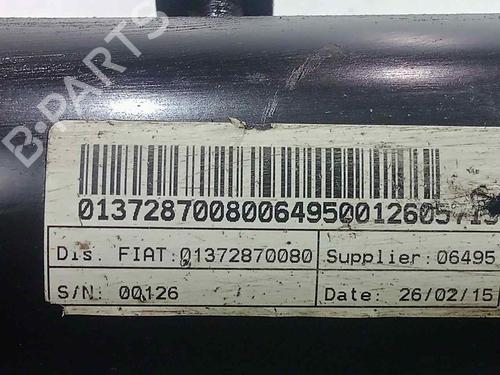 B-PARTS
0137287008006495001260571
Dis. FIAT:01372870080
Supplier:06495
S/N: 00126
Date: 26/02/15